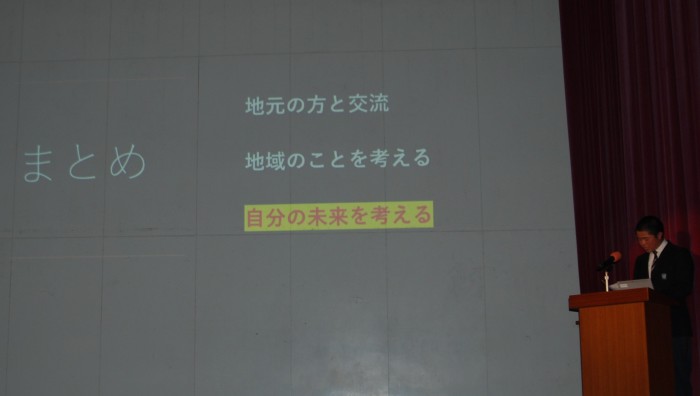 まとめ
地元の方と交流
地域のことを考える
自分の未来を考える